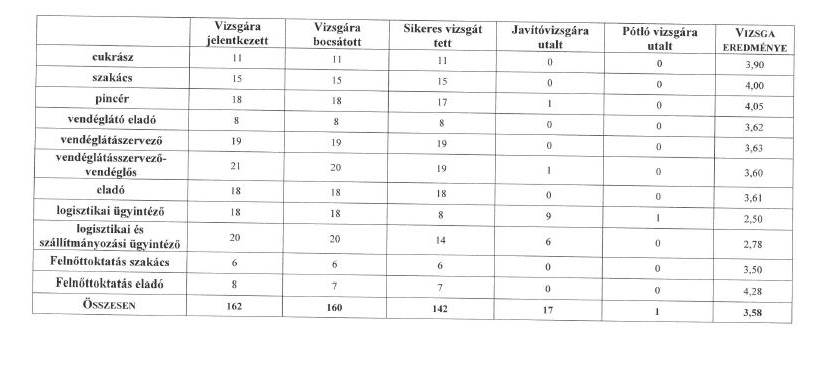 Vizsgára jelentkezett Vizsgára bocsátott Sikeres vizsgát tett Javítóvizsgára utalt Pótló vizsgára utalt VIZSGA EREDMÉNYE
cukrász 11 11 11 0 0 3,90
szakács 15 15 15 0 0 4,00
pincér 18 18 17 1 0 4,05
vendéglátó eladó 8 8 8 0 0 3,62
vendéglátászervező 19 19 19 0 0 3,63
vendéglátásszervező-vendéglős 21 20 19 1 0 3,60
eladó 18 18 18 0 0 3,61
logisztikai ügyintéző 18 18 8 9 1 2,50
logisztikai és szállítmányozási ügyintéző 20 20 14 6 0 2,78
Felnőttoktatás szakács 6 6 6 0 0 3,50
Felnőttoktatás eladó 8 7 7 0 0 4,28
ÖSSZESEN 162 160 142 17 1 3,58